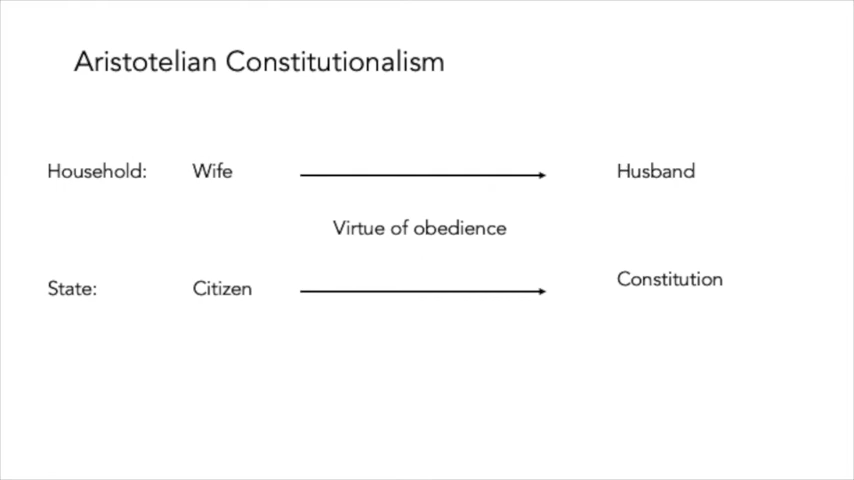 Aristotelian Constitutionalism
Household: Wife Husband
Virtue of obedience
State: Citizen Constitution